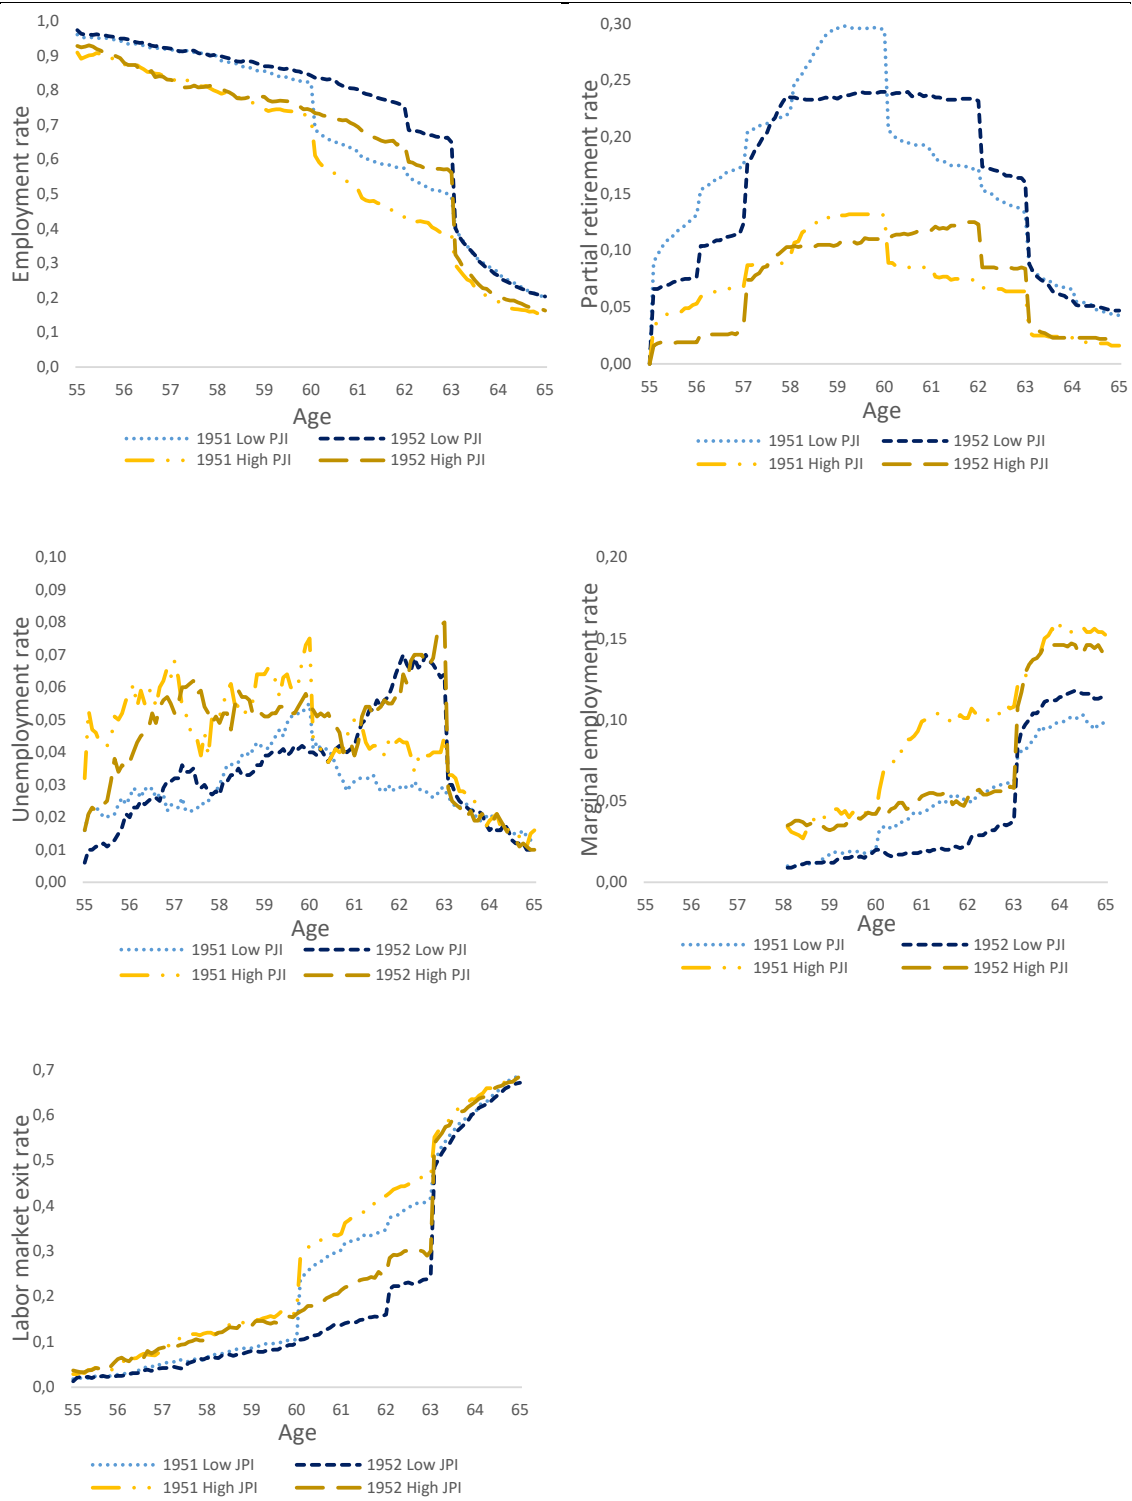 Employment rate
1,0
0,9
0,8
0,7
0,6
0,5
0,4
0,3
0,2
0,1
0,0
55 56 57 58 59 60 61 62 63 64 65
Age
1951 Low PJI 1952 Low PJI
1951 High PJI 1952 High PJI
Partial retirement rate
0,30
0,25
0,20
0,15
0,10
0,05
0,00
55 56 57 58 59 60 61 62 63 64 65
Age
1951 Low PJI 1952 Low PJI
1951 High PJI 1952 High PJI
Unemployment rate
0,10
0,09
0,08
0,07
0,06
0,05
0,04
0,03
0,02
0,01
0,00
55 56 57 58 59 60 61 62 63 64 65
Age
1951 Low PJI 1952 Low PJI
1951 High PJI 1952 High PJI
Marginal employment rate
0,20
0,15
0,10
0,05
0,00
55 56 57 58 59 60 61 62 63 64 65
Age
1951 Low PJI 1952 Low PJI
1951 High PJI 1952 High PJI
Labor market exit rate
0,7
0,6
0,5
0,4
0,3
0,2
0,1
0,0
55 56 57 58 59 60 61 62 63 64 65
Age
1951 Low JPI 1952 Low JPI
1951 High JPI 1952 High JPI